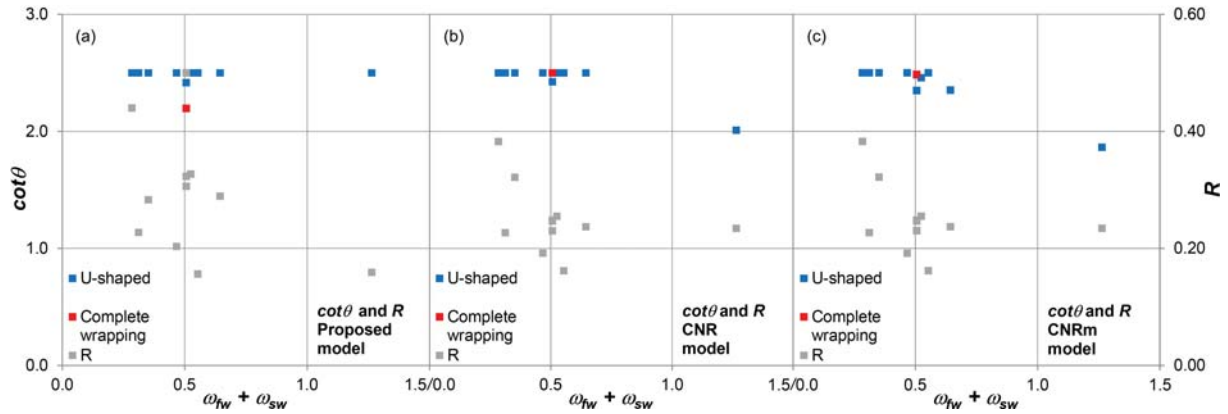 3.0
2.0
1.0
0.0
cotθ
(a)
U-shaped
Complete
wrapping
R
cotθ and R
Proposed
model
0.0
0.5
1.0
1.5/0.0
ωfw + ωsw
(b)
U-shaped
Complete
wrapping
R
cotθ and R
CNR
model
0.5
1.0
1.5/0.0
ωfw + ωsw
(c)
U-shaped
Complete
wrapping
R
cotθ and R
CNRm
model
0.5
1.0
1.5
ωfw + ωsw
0.60
0.40
0.20
0.00
R